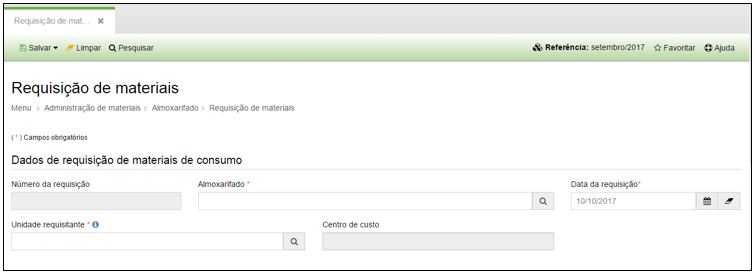 Requisição de mat...
Salvar Limpar Pesquisar Referência: setembro/2017 Favoritar Ajuda
Requisição de materiais
Menu > Administração de materiais > Almoxarifado > Requisição de materiais
( * ) Campos obrigatórios
Dados de requisição de materiais de consumo
Número da requisição Almoxarifado * Data da requisição*
10/10/2017
Unidade requisitante * Centro de custo